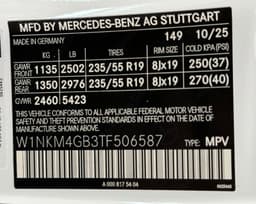 MFD BY MERCEDES-BENZ AG STUTTGART
MADE IN GERMANY 149 10/25
KG LB TIRES RIM SIZE COLD KPA (PSI)
GAWR FRONT 1135 2502 235/55 R19 8Jx19 250(37)
GAWR REAR 1350 2976 235/55 R19 8Jx19 270(40)
GVWR 2460 5423
THIS VEHICLE CONFORMS TO ALL APPLICABLE FEDERAL MOTOR VEHICLE
SAFETY, BUMPER, AND THEFT PREVENTION STANDARDS IN EFFECT ON
THE DATE OF MANUFACTURE SHOWN ABOVE.
W1NKM4GB3TF506587 TYPE: MPV
A 000 817 54 04